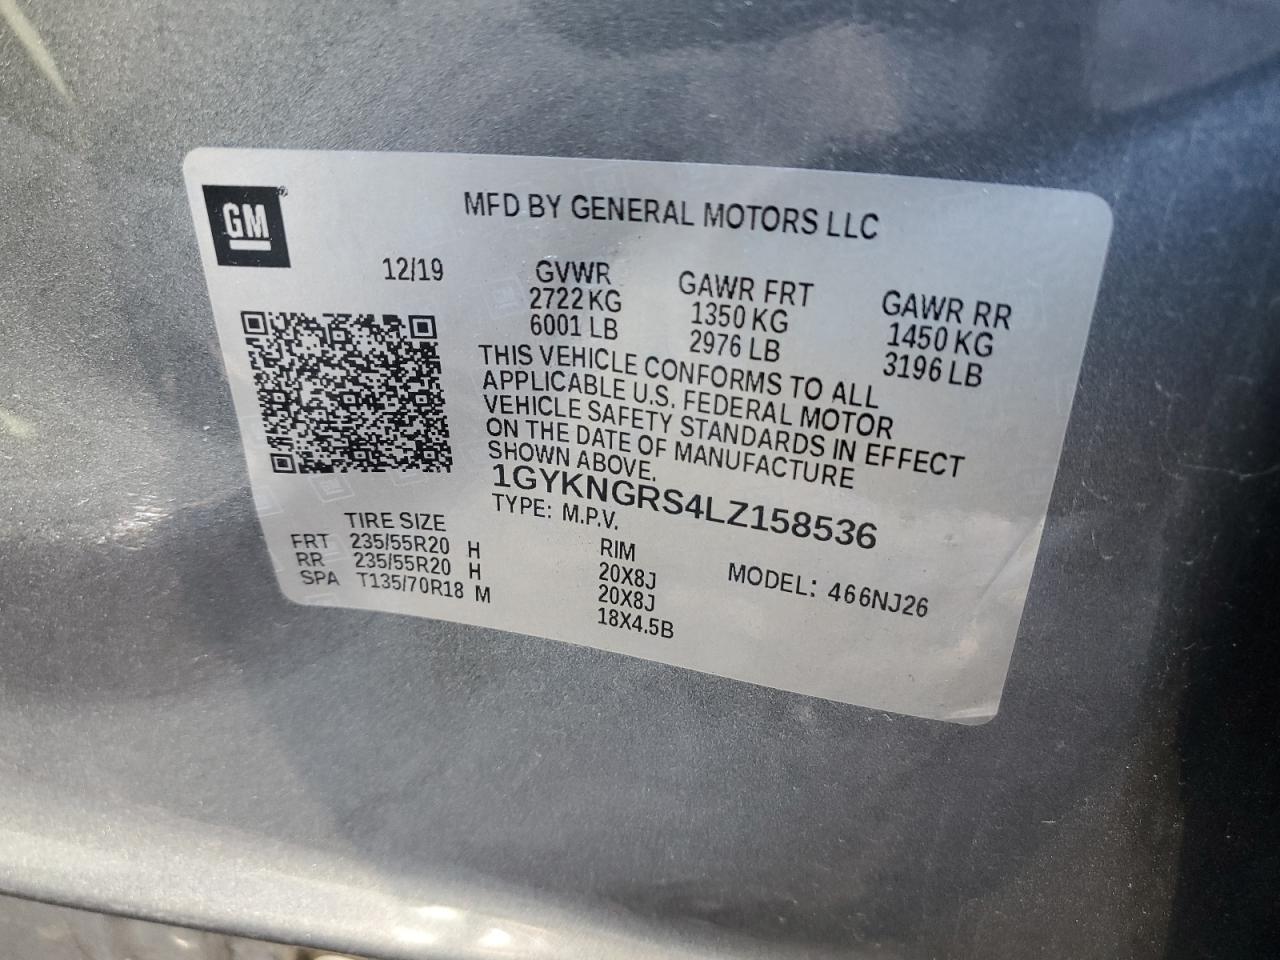 GM
MFD BY GENERAL MOTORS LLC
12/19
GVWR
2722 KG
6001 LB
GAWR FRT
1350 KG
2976 LB
GAWR RR
1450 KG
3196 LB
THIS VEHICLE CONFORMS TO ALL
APPLICABLE U.S. FEDERAL MOTOR
VEHICLE SAFETY STANDARDS IN EFFECT
ON THE DATE OF MANUFACTURE
SHOWN ABOVE.
1GYKNGRS4LZ158536
TYPE: M.P.V.
TIRE SIZE RIM
FRT 235/55R20 H 20X8J
RR 235/55R20 H 20X8J
SPA T135/70R18 M 18X4.5B
MODEL: 466NJ26